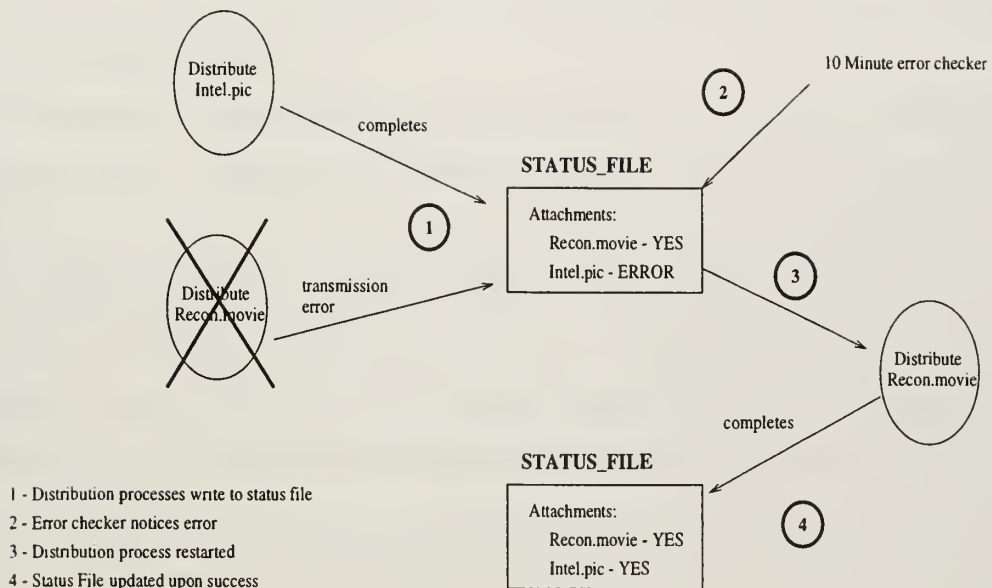 Distribute
Intel.pic
10 Minute error checker
2
completes
STATUS_FILE
1
Attachments:
Recon.movie - YES
Intel.pic - ERROR
3
Distribute
Recon.movie
transmission
error
Distribute
Recon.movie
completes
STATUS_FILE
1 - Distribution processes write to status file
2 - Error checker notices error
3 - Distribution process restarted
4 - Status File updated upon success
Attachments:
Recon.movie - YES
Intel.pic - YES
4